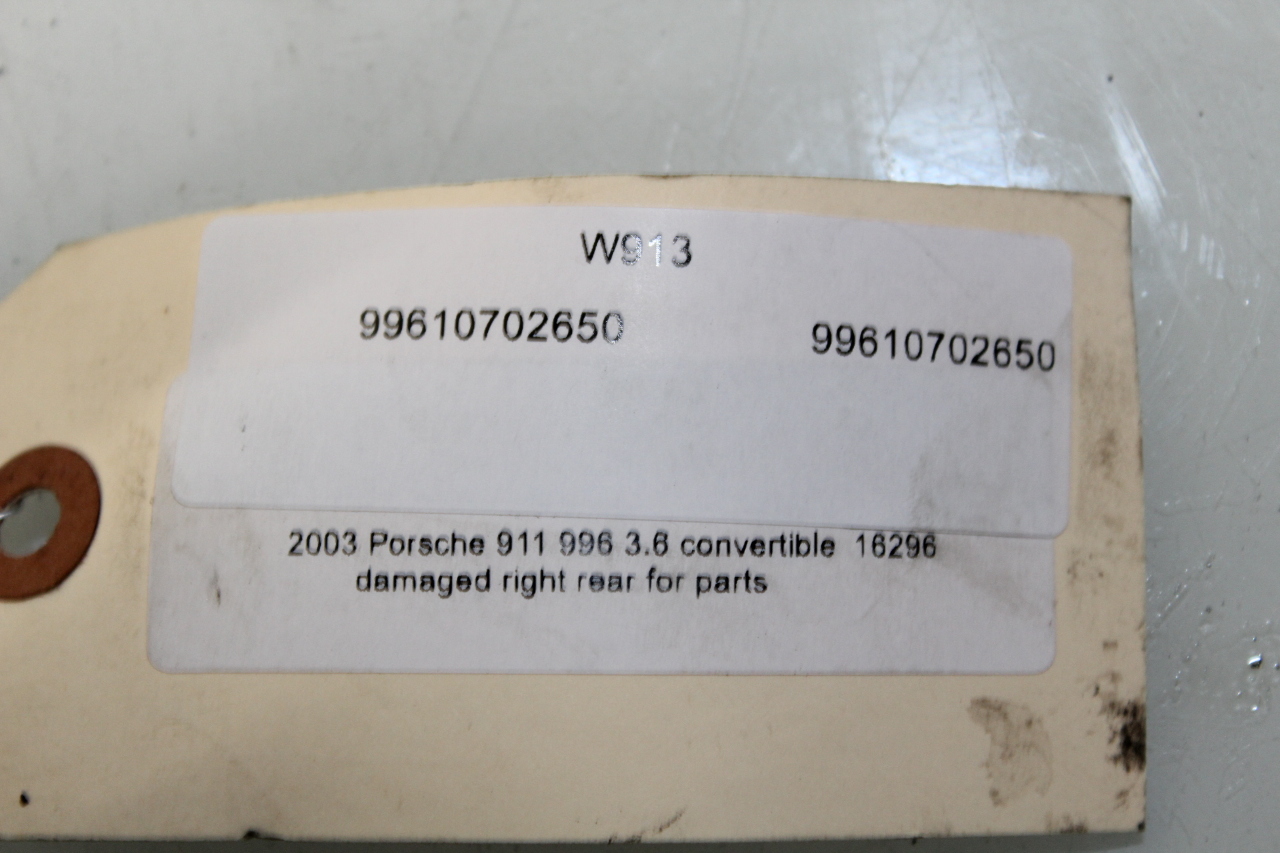 W913
99610702650 99610702650
2003 Porsche 911 996 3.6 convertible 16296
damaged right rear for parts